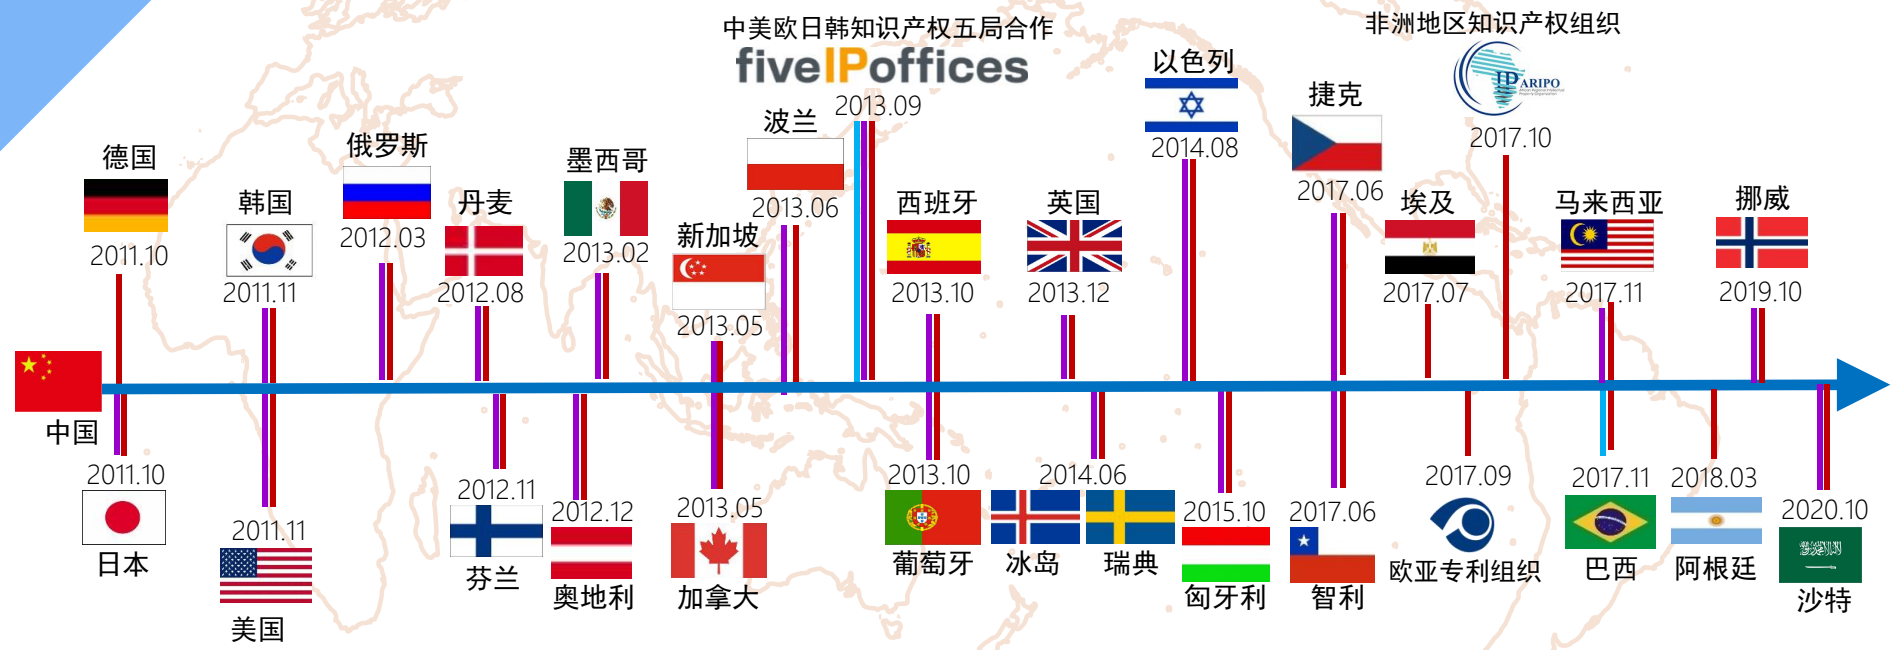 中美欧日韩知识产权五局合作
fiveIPoffices
2013.09
非洲地区知识产权组织
IP ARIPO
2017.10
德国
2011.10
韩国
2011.11
俄罗斯
2012.03
丹麦
2012.08
墨西哥
2013.02
新加坡
2013.05
波兰
2013.06
西班牙
2013.10
英国
2013.12
以色列
2014.08
捷克
2017.06
埃及
2017.07
马来西亚
2017.11
挪威
2019.10
中国
2011.10
日本
2011.11
美国
2012.11
芬兰
2012.12
奥地利
2013.05
加拿大
2013.10
葡萄牙
2014.06
冰岛
瑞典
2015.10
匈牙利
2017.06
智利
2017.09
欧亚专利组织
2017.11
巴西
2018.03
阿根廷
2020.10
沙特